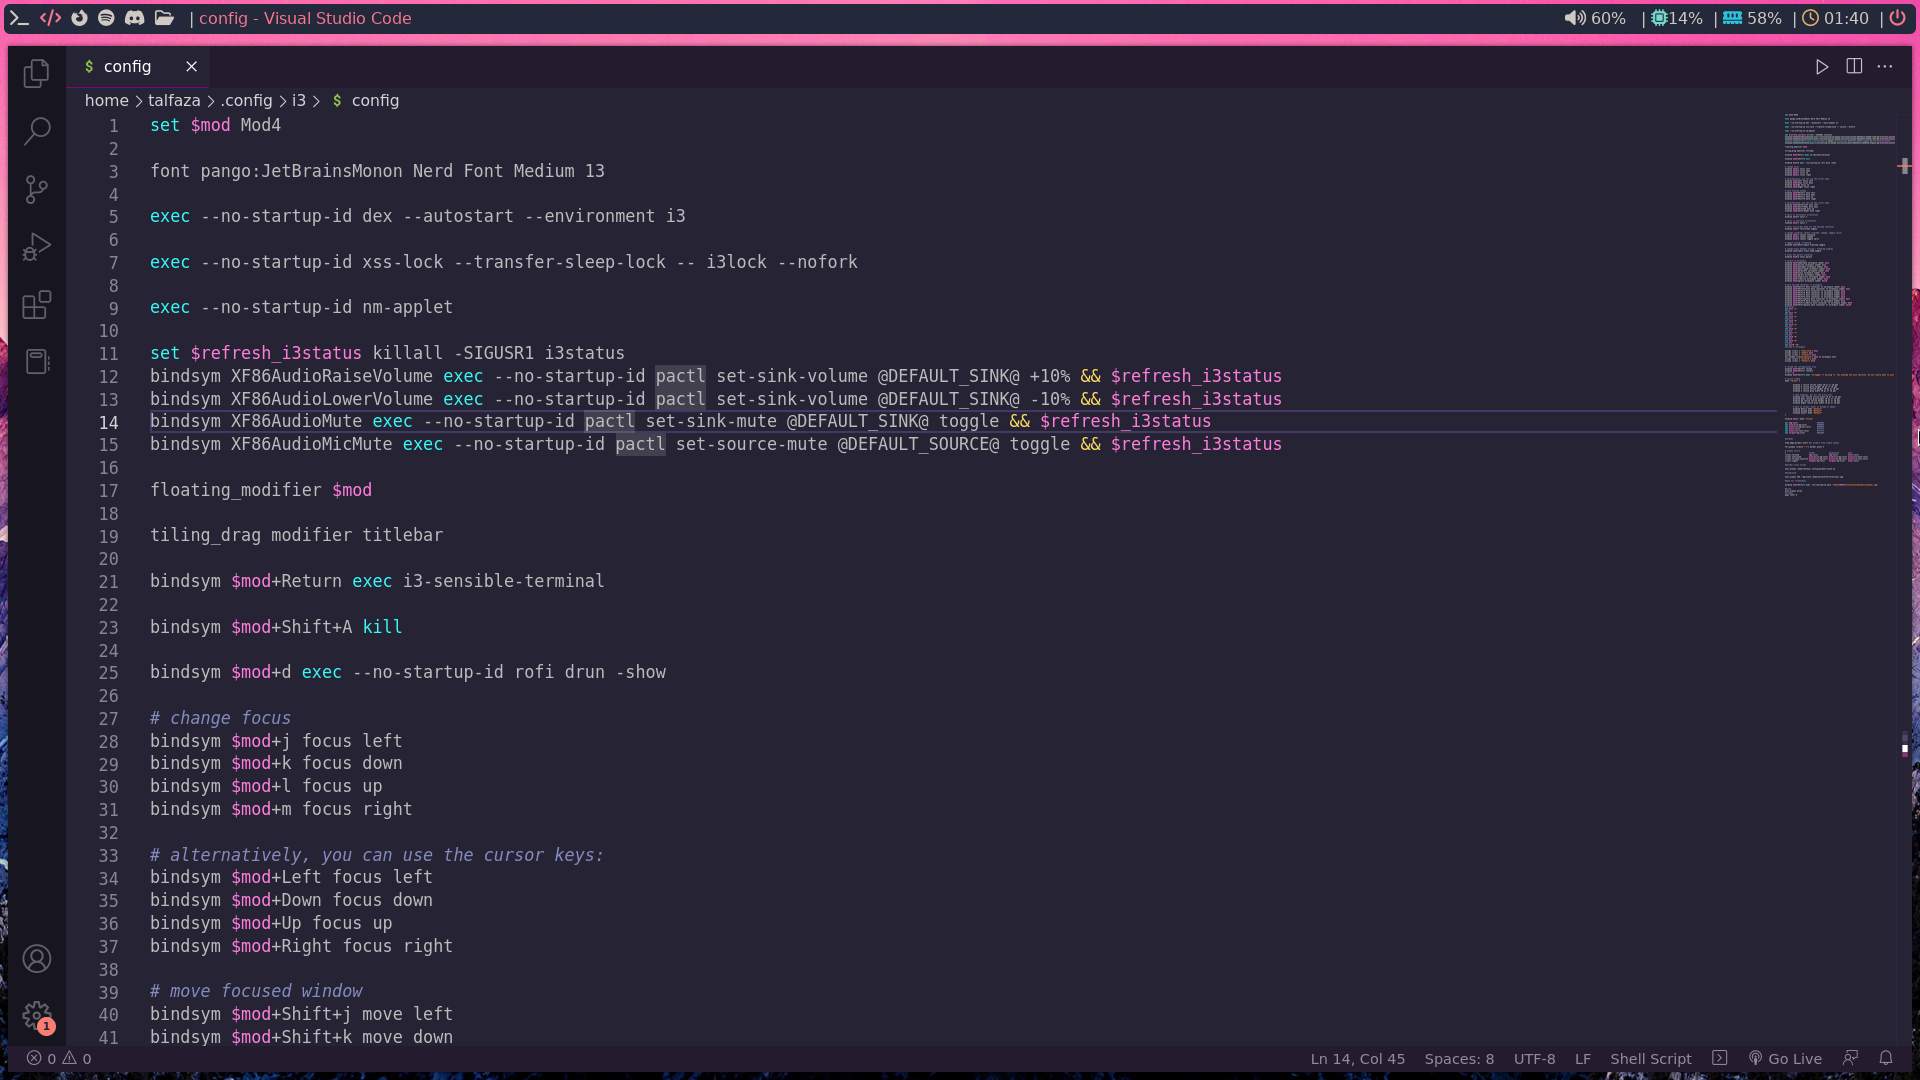 | config - Visual Studio Code
60% | 14% | 58% | 01:40 |
config
home > talfaza > .config > i3 > $ config
1 set $mod Mod4
2
3 font pango:JetBrainsMonon Nerd Font Medium 13
4
5 exec --no-startup-id dex --autostart --environment i3
6
7 exec --no-startup-id xss-lock --transfer-sleep-lock -- i3lock --nofork
8
9 exec --no-startup-id nm-applet
10
11 set $refresh_i3status killall -SIGUSR1 i3status
12 bindsym XF86AudioRaiseVolume exec --no-startup-id pactl set-sink-volume @DEFAULT_SINK@ +10% && $refresh_i3status
13 bindsym XF86AudioLowerVolume exec --no-startup-id pactl set-sink-volume @DEFAULT_SINK@ -10% && $refresh_i3status
14 bindsym XF86AudioMute exec --no-startup-id pactl set-sink-mute @DEFAULT_SINK@ toggle && $refresh_i3status
15 bindsym XF86AudioMicMute exec --no-startup-id pactl set-source-mute @DEFAULT_SOURCE@ toggle && $refresh_i3status
16
17 floating_modifier $mod
18
19 tiling_drag modifier titlebar
20
21 bindsym $mod+Return exec i3-sensible-terminal
22
23 bindsym $mod+Shift+A kill
24
25 bindsym $mod+d exec --no-startup-id rofi drun -show
26
27 # change focus
28 bindsym $mod+j focus left
29 bindsym $mod+k focus down
30 bindsym $mod+l focus up
31 bindsym $mod+m focus right
32
33 # alternatively, you can use the cursor keys:
34 bindsym $mod+Left focus left
35 bindsym $mod+Down focus down
36 bindsym $mod+Up focus up
37 bindsym $mod+Right focus right
38
39 # move focused window
40 bindsym $mod+Shift+j move left
41 bindsym $mod+Shift+k move down
1
0 0
Ln 14, Col 45 Spaces: 8 UTF-8 LF Shell Script Go Live